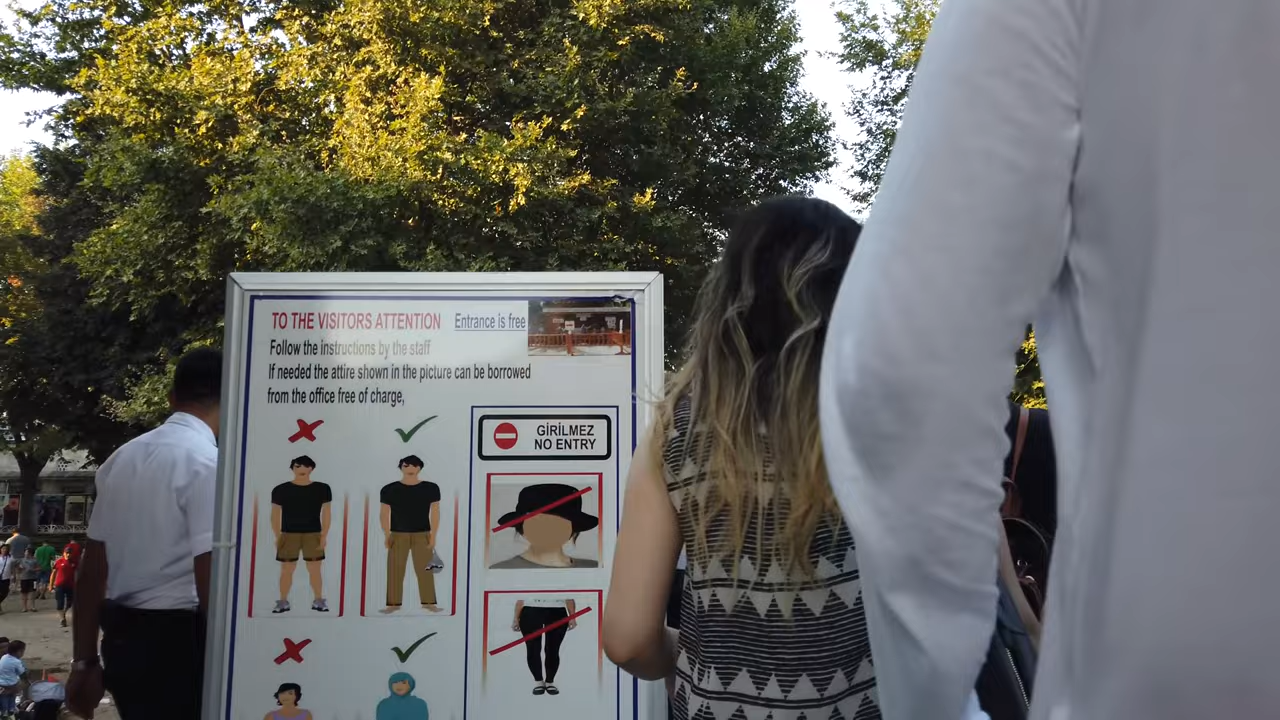 TO THE VISITORS ATTENTION
Entrance is free
Follow the instructions by the staff
If needed the attire shown in the picture can be borrowed
from the office free of charge,
GİRİLMEZ
NO ENTRY